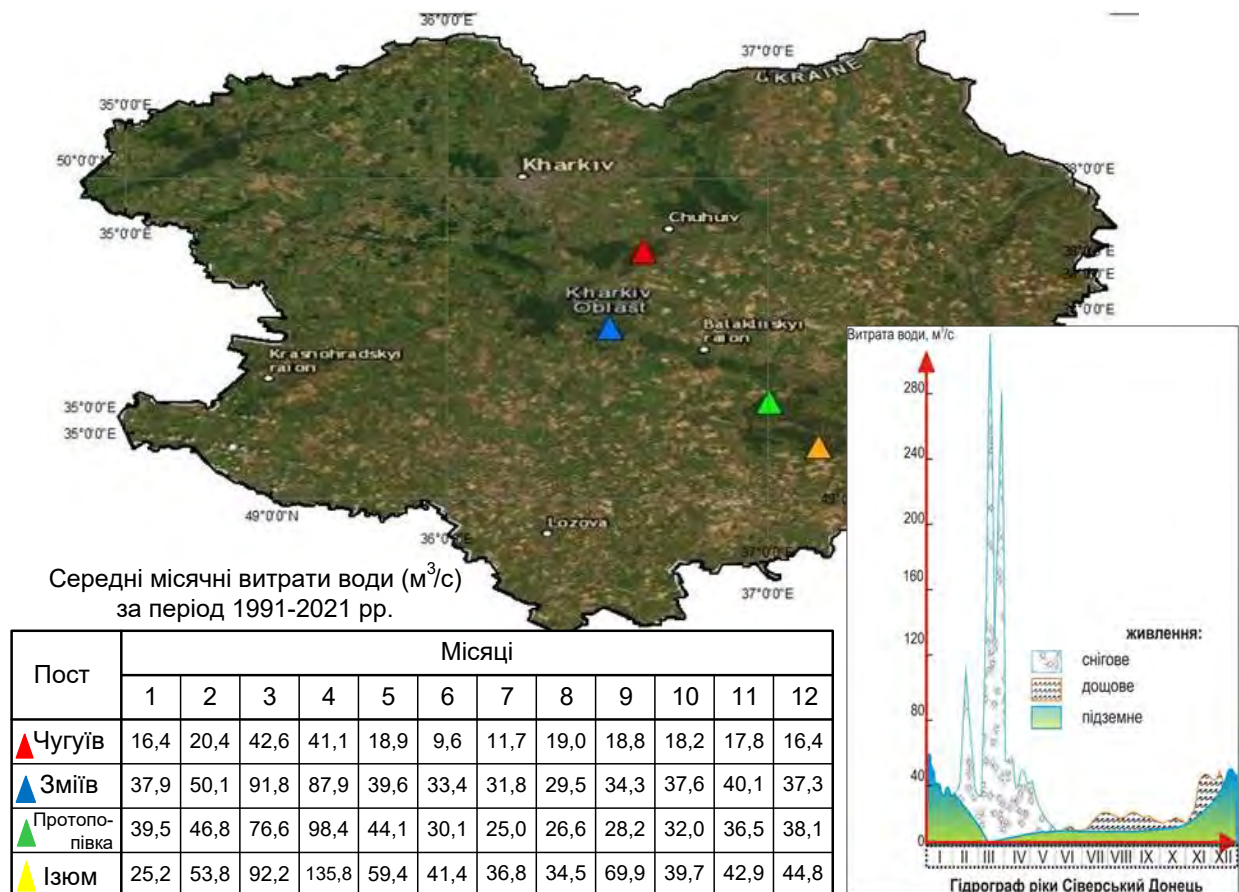 36°0'0"E
37°0'0"E
UKRAINE
35°0'0"E
50°0'0"N
Kharkiv
35°0'0"E
Chuhuiv
Kharkiv
Oblast
Balakliiskyi
raion
Krasnohradskyi
raion
35°0'0"E
35°0'0"E
49°0'0"N
Lozova
36°0'0"E
37°0'0"E
37°0'0"E
Середні місячні витрати води (м³/с)
за період 1991-2021 рр.
Пост Місяці
1 2 3 4 5 6 7 8 9 10 11 12
Чугуїв 16,4 20,4 42,6 41,1 18,9 9,6 11,7 19,0 18,8 18,2 17,8 16,4
Зміїв 37,9 50,1 91,8 87,9 39,6 33,4 31,8 29,5 34,3 37,6 40,1 37,3
Протопо-
півка 39,5 46,8 76,6 98,4 44,1 30,1 25,0 26,6 28,2 32,0 36,5 38,1
Ізюм 25,2 53,8 92,2 135,8 59,4 41,4 36,8 34,5 69,9 39,7 42,9 44,8
Витрата води, м³/с
280
240
200
160
120
80
40
0
живлення:
снігове
дощове
підземне
I II III IV V VI VII VIII IX X XI XII
Гідрограф ріки Сіверський Донець